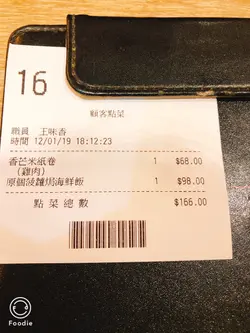 16
顧客點菜
職員 王味香
時間 12/01/19 18:12:23
香芒米紙卷 1 $68.00
(雞肉)
原個菠蘿焗海鮮飯 1 $98.00
點菜總數 $166.00
Foodie